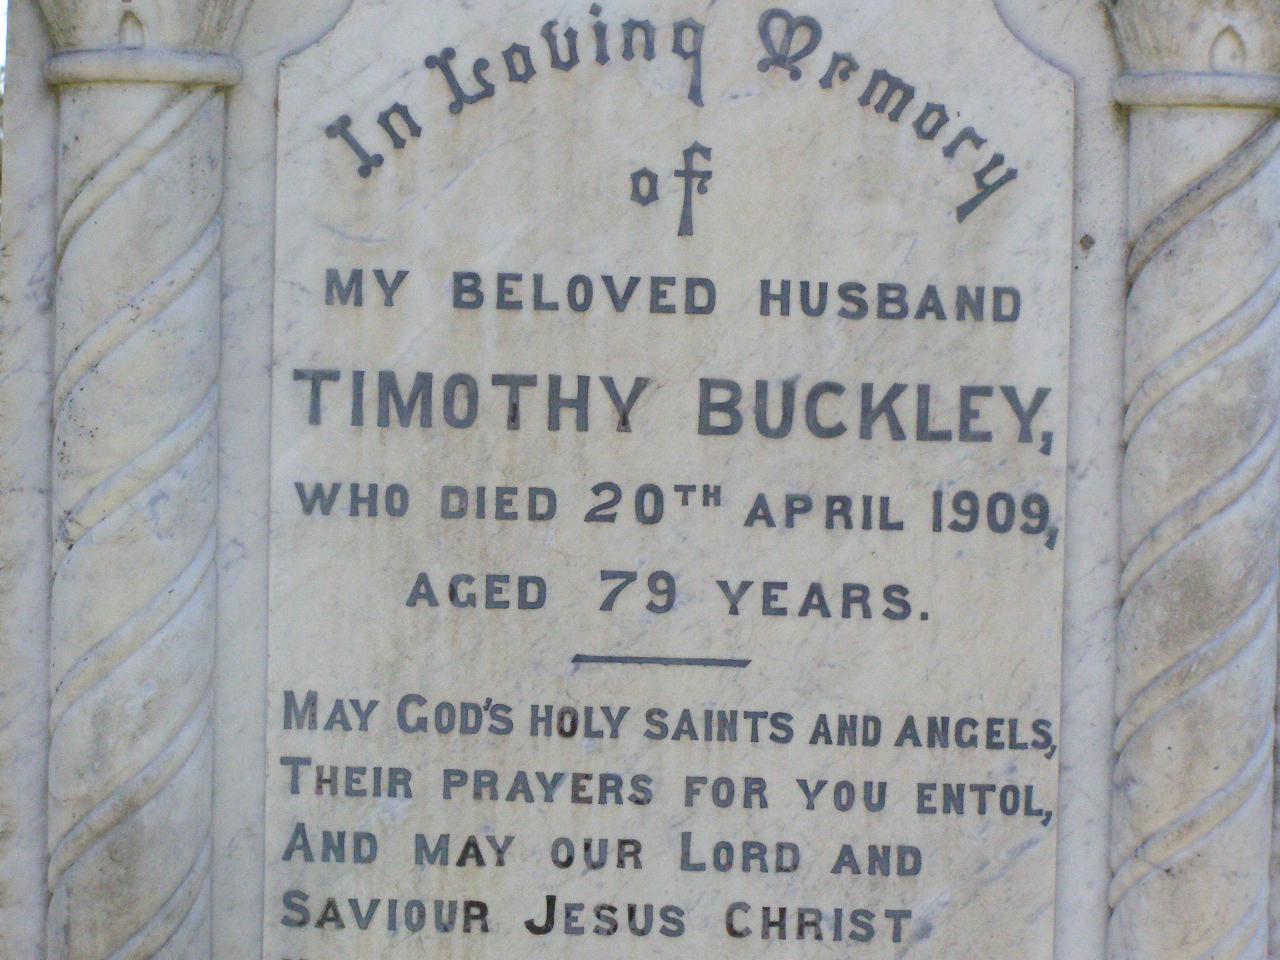 In Loving Memory
of
MY BELOVED HUSBAND
TIMOTHY BUCKLEY,
WHO DIED 20TH APRIL 1909,
AGED 79 YEARS.
MAY GOD'S HOLY SAINTS AND ANGELS,
THEIR PRAYERS FOR YOU ENTOL,
AND MAY OUR LORD AND
SAVIOUR JESUS CHRIST